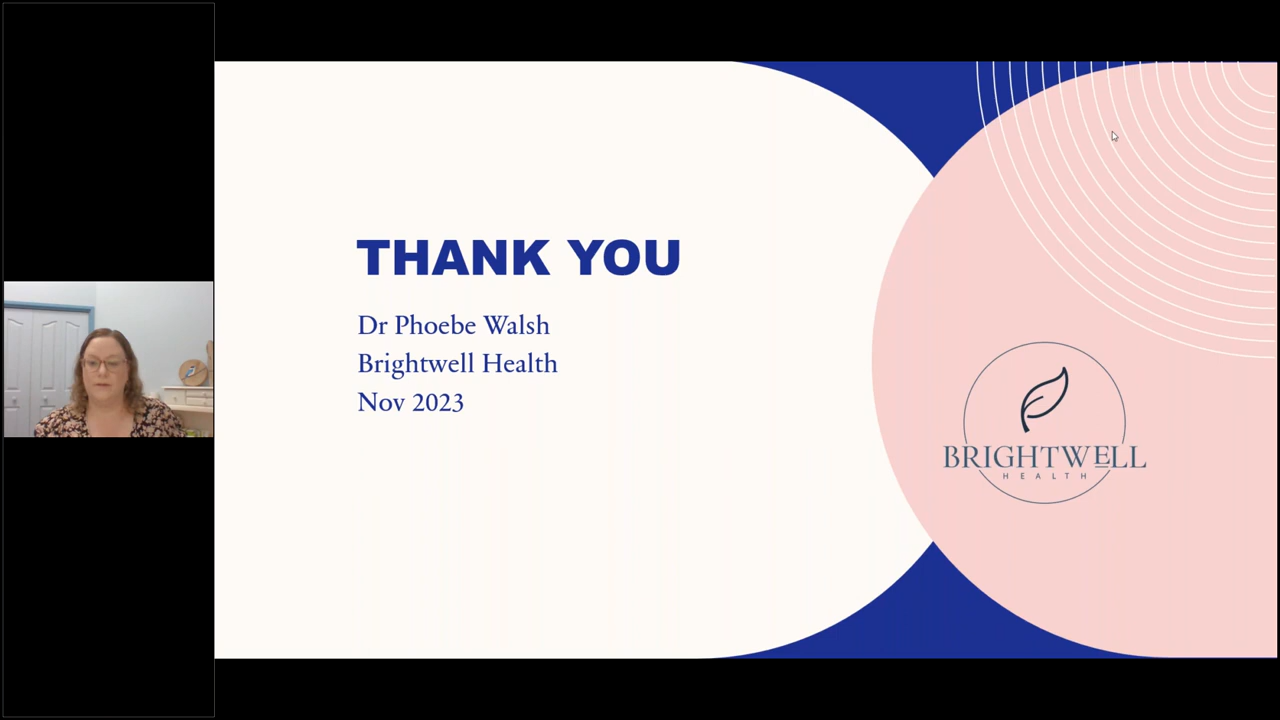 THANK YOU
Dr Phoebe Walsh
Brightwell Health
Nov 2023
BRIGHTWELL
HEALTH